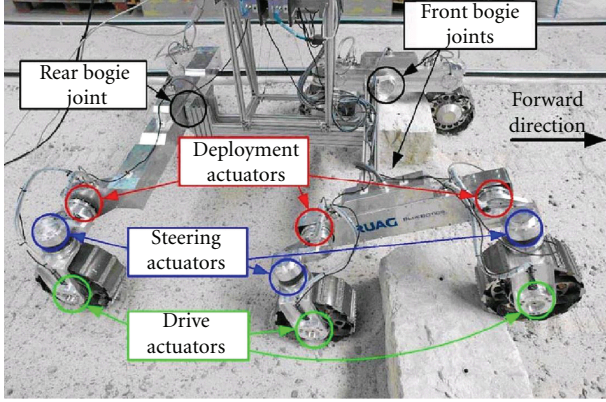 Front bogie
joints
Rear bogie
joint
Forward
direction
Deployment
actuators
RUAG
Steering
actuators
Drive
actuators